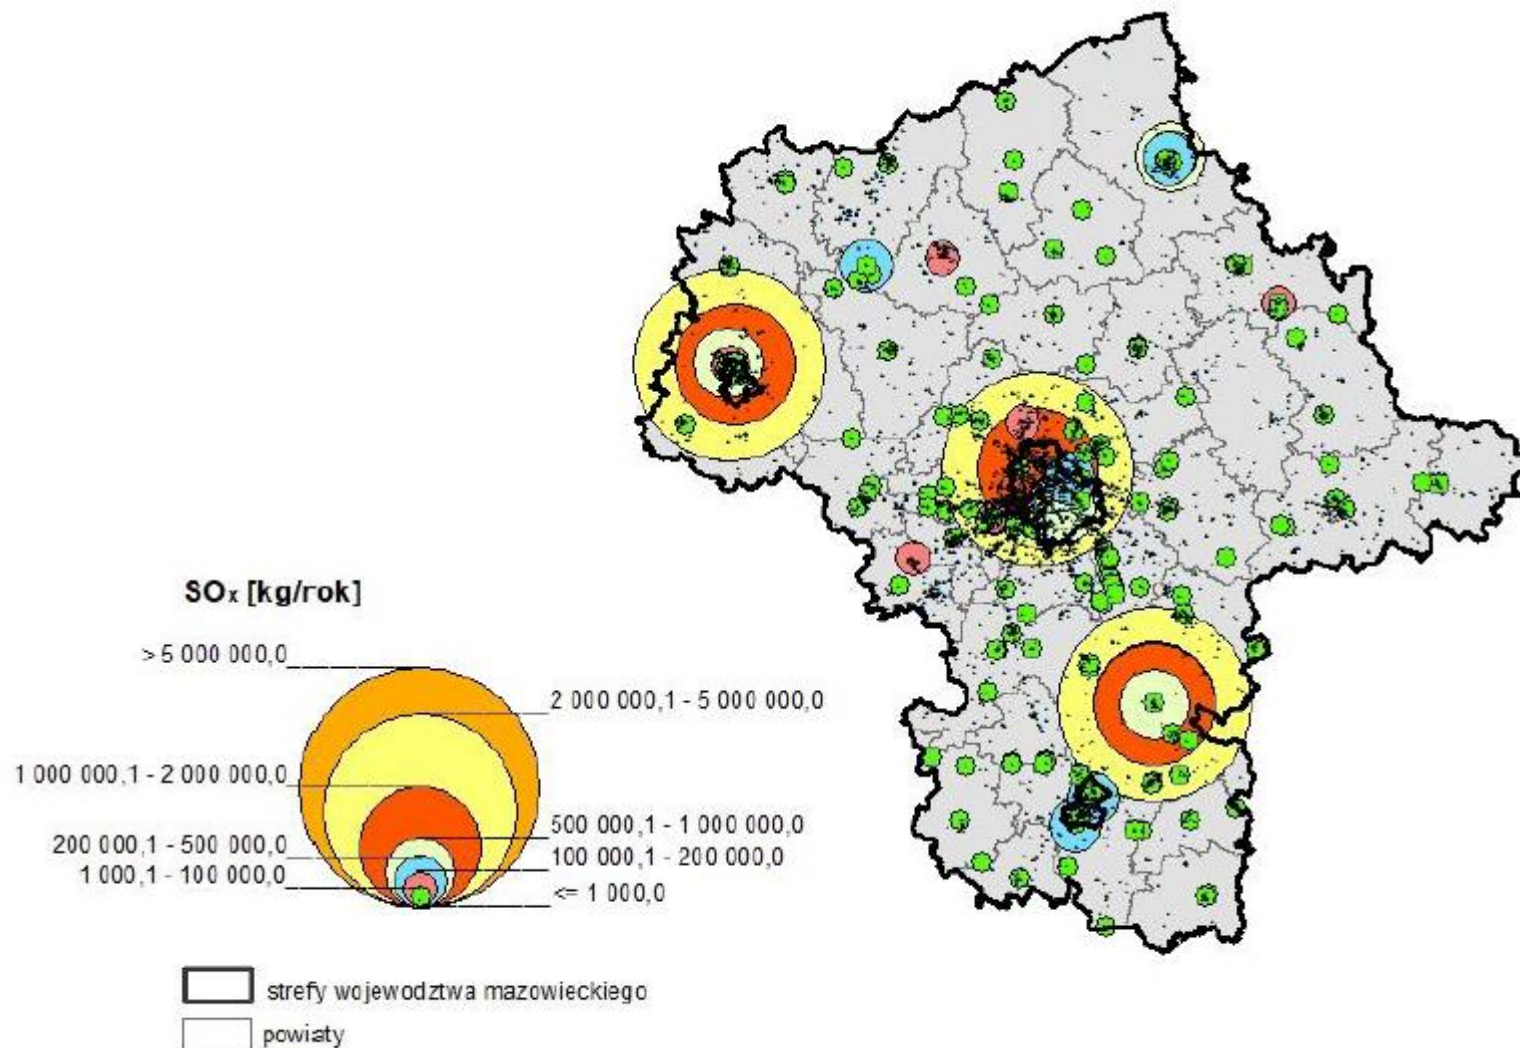 SOx [kg/rok]
> 5 000 000,0
2 000 000,1 - 5 000 000,0
1 000 000,1 - 2 000 000,0
500 000,1 - 1 000 000,0
200 000,1 - 500 000,0
100 000,1 - 200 000,0
1 000,1 - 100 000,0
<= 1 000,0
strefy wojewodztwa mazowieckiego
powiaty